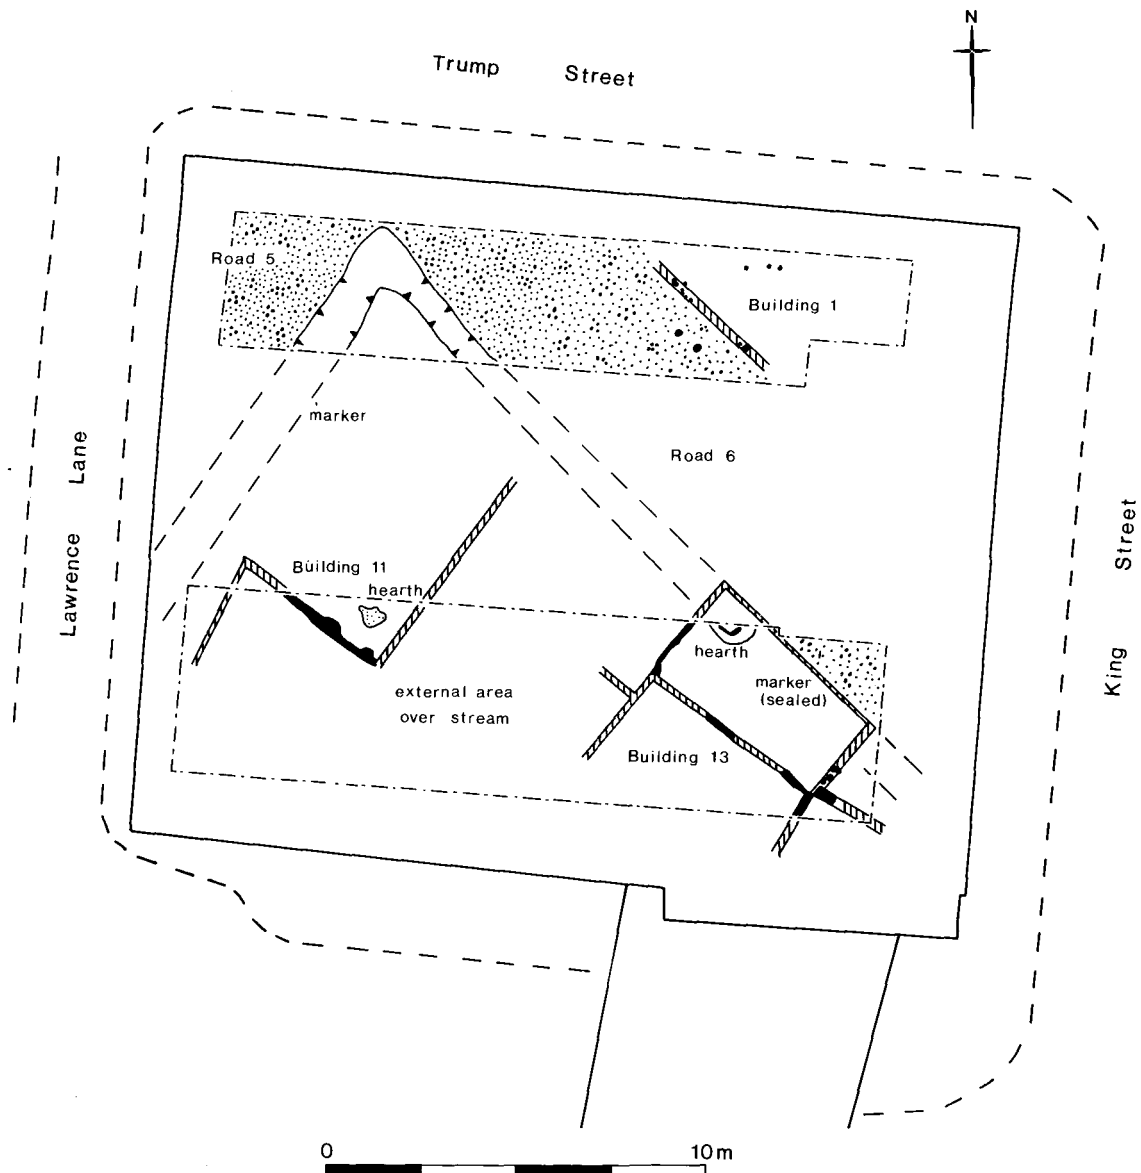 N
Trump Street
Road 5
Building 1
marker
Road 6
Lawrence Lane
King Street
Building 11
hearth
hearth
external area
over stream
marker
(sealed)
Building 13
0 10m